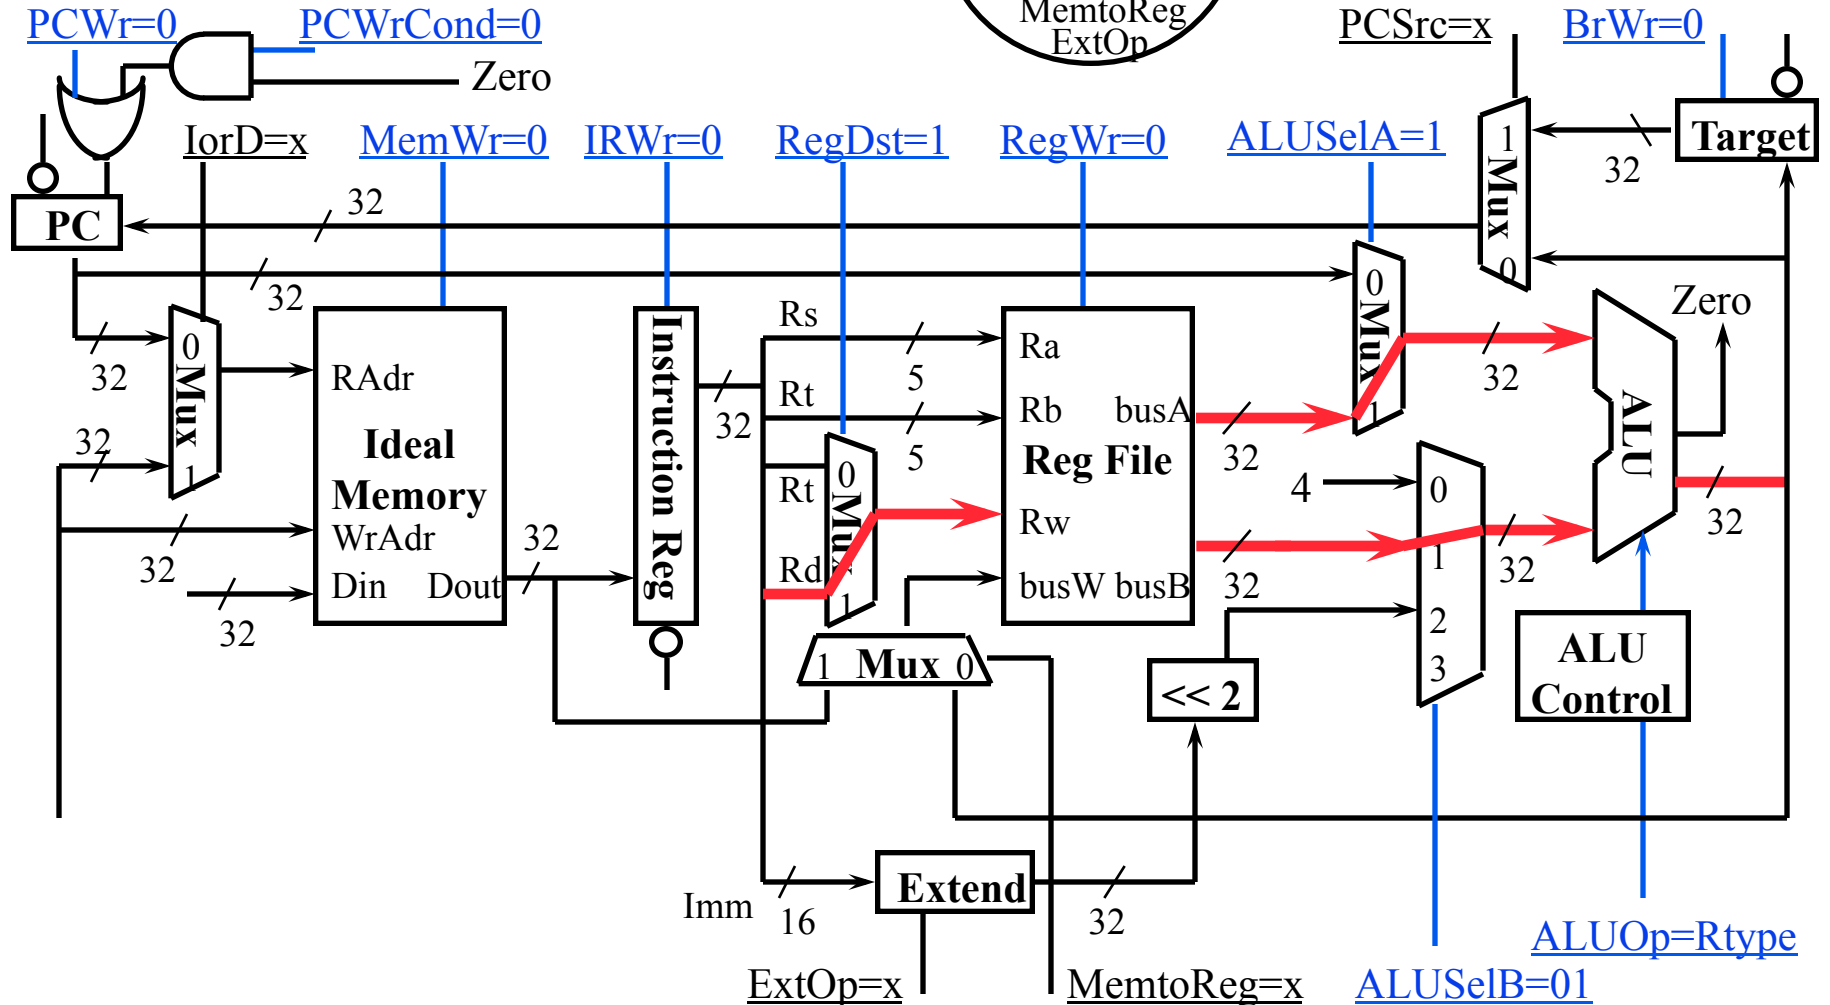 MemtoReg
ExtOp
PCWr=0
PCWrCond=0
PCSrc=x
BrWr=0
Zero
IorD=x
MemWr=0
IRWr=0
RegDst=1
RegWr=0
ALUSelA=1
1
Mux
0
Target
32
PC
32
32
0
Mux
1
32
32
RAdr
Ideal
Memory
WrAdr
Din
Dout
32
32
32
Instruction Reg
32
Rs
5
Rt
5
Rt
Rd
0
Mux
1
Ra
Rb
busA
Reg File
Rw
busW
busB
32
32
0
Mux
1
32
4
0
1
2
3
32
ALU
Zero
32
1 Mux 0
<< 2
ALU
Control
Imm
16
Extend
32
ExtOp=x
MemtoReg=x
ALUSelB=01
ALUOp=Rtype